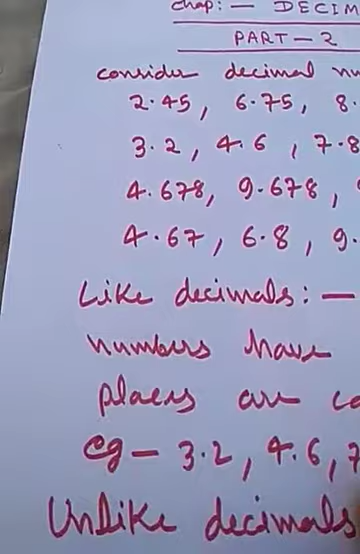 chap: — DECIM
PART-2
consider decimal nu
2.45, 6.75, 8.
3.2, 4.6, 7.8
4.678, 9.678,
4.67, 6.8, 9.
Like decimals: —
numbers have
places are co
eg — 3.2, 4.6, 7
Unlike decimals